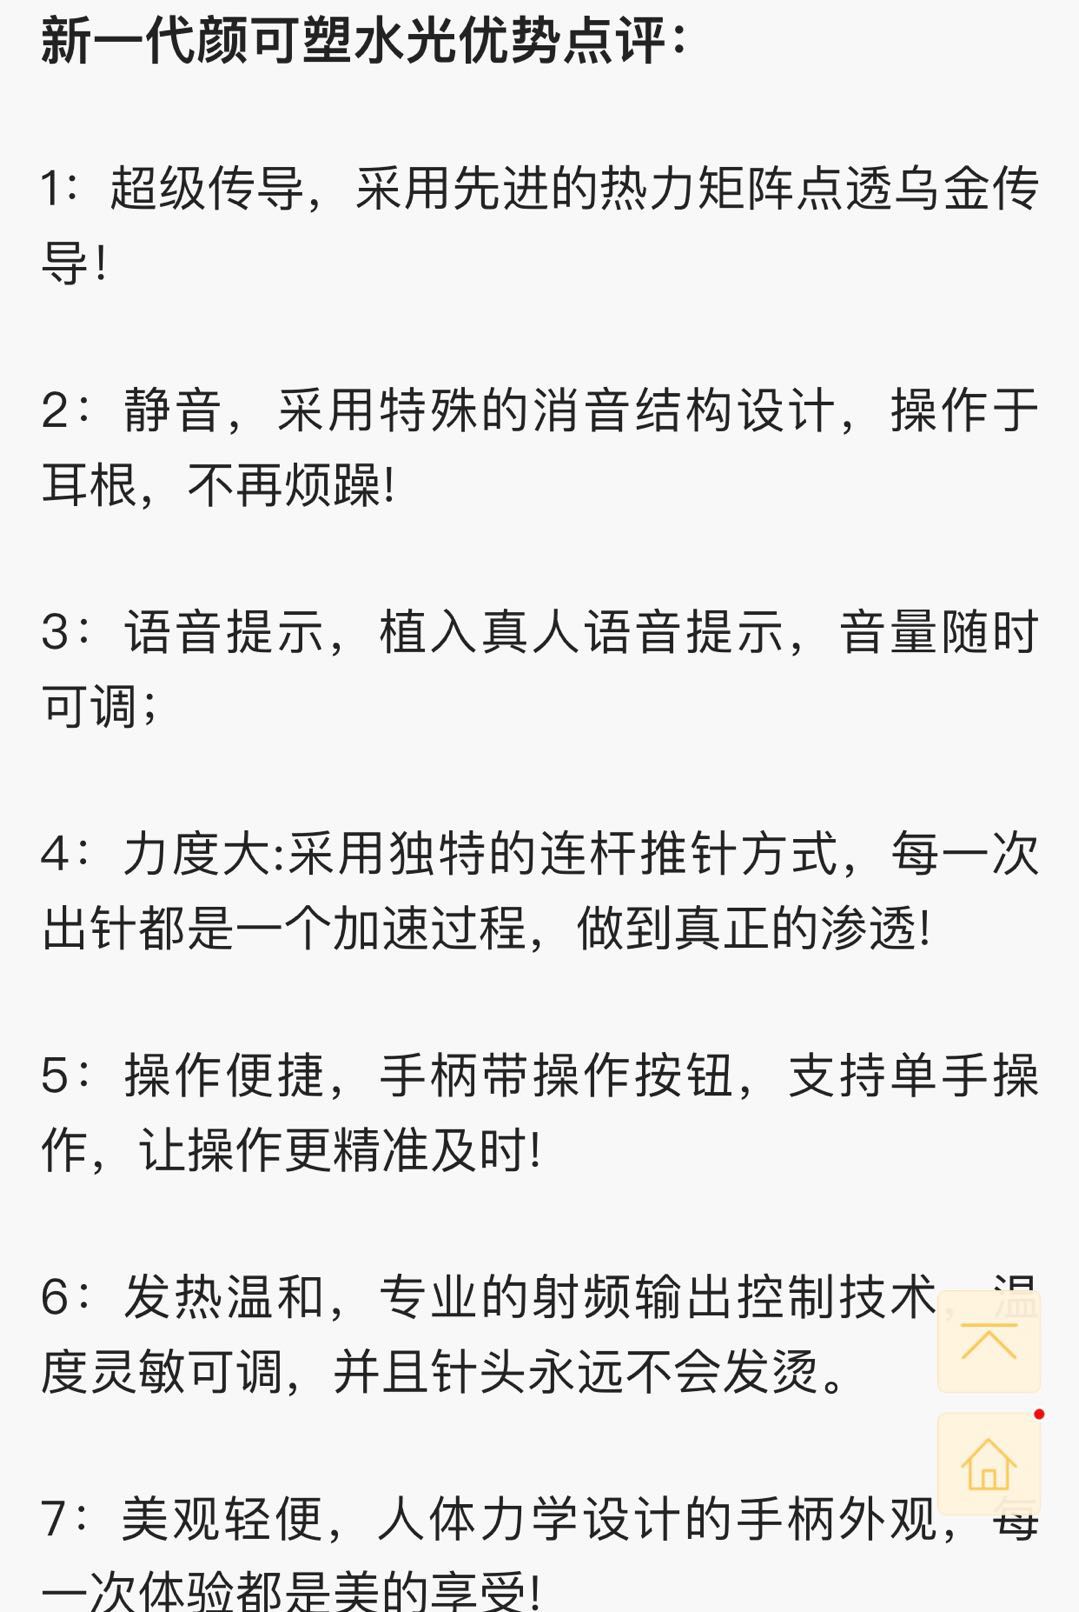 新一代颜可塑水光优势点评：
1：超级传导，采用先进的热力矩阵点透乌金传
导！
2：静音，采用特殊的消音结构设计，操作于
耳根，不再烦躁!
3：语音提示，植入真人语音提示，音量随时
可调；
4：力度大:采用独特的连杆推针方式，每一次
出针都是一个加速过程，做到真正的渗透!
5：操作便捷，手柄带操作按钮，支持单手操
作，让操作更精准及时!
6：发热温和，专业的射频输出控制技术，温
度灵敏可调，并且针头永远不会发烫。
7：美观轻便，人体力学设计的手柄外观，每
一次体验都是美的享受!